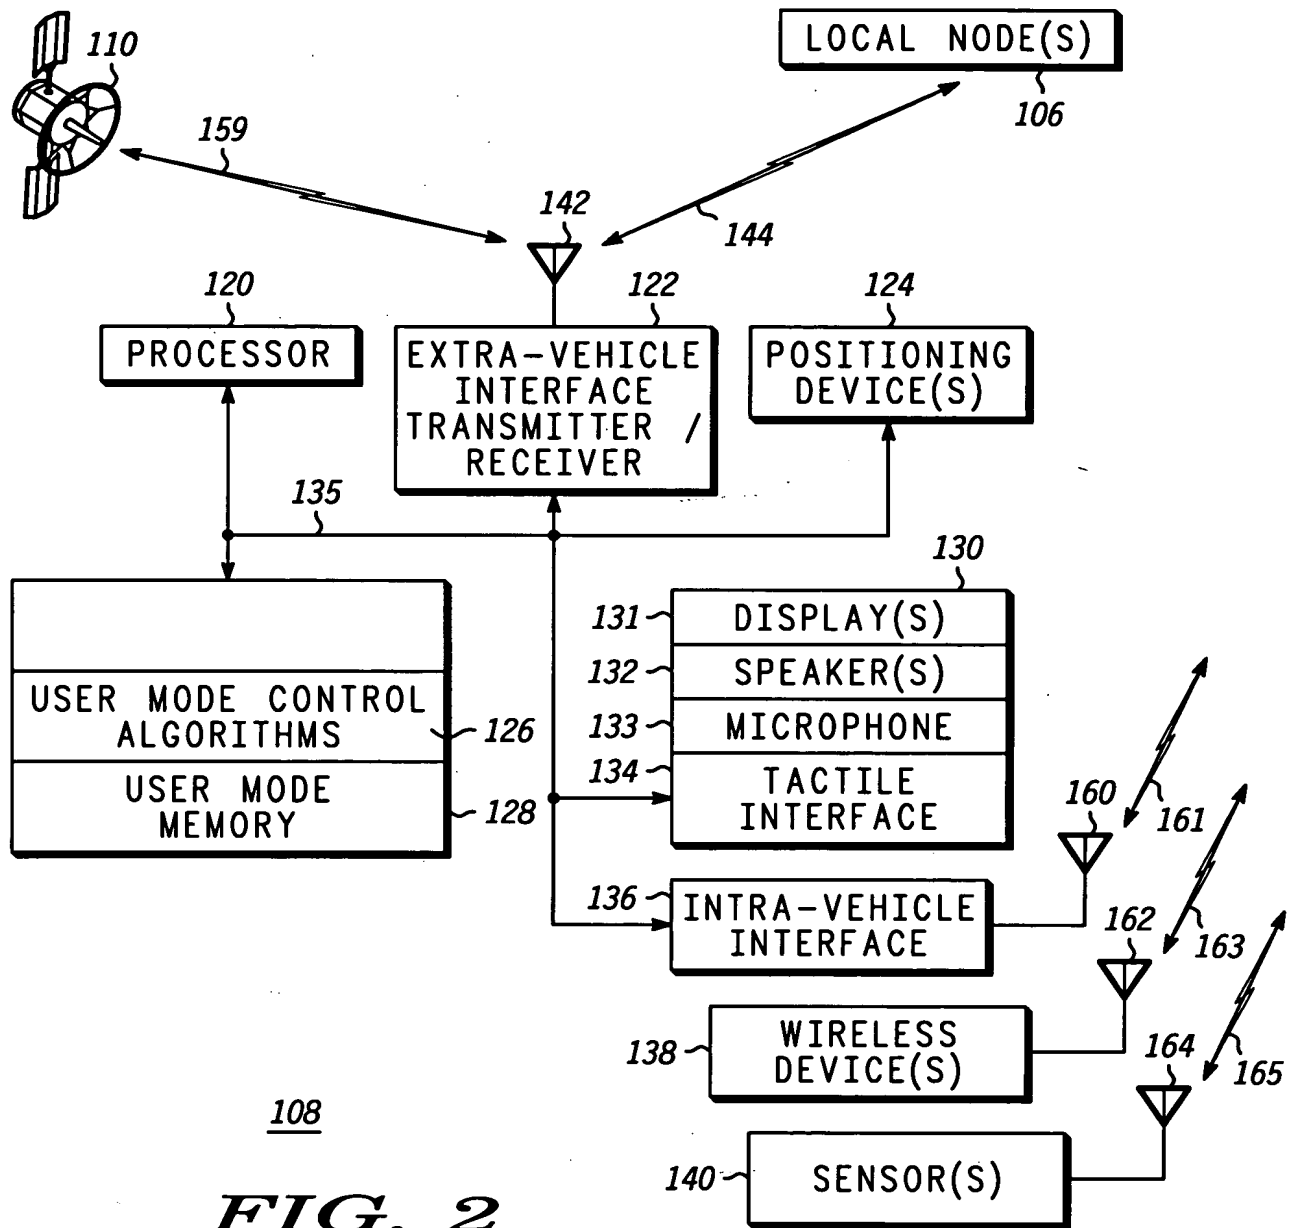 110
LOCAL NODE(S)
106
159
144
142
120
122
124
PROCESSOR
EXTRA-VEHICLE
INTERFACE
TRANSMITTER /
RECEIVER
POSITIONING
DEVICE(S)
135
130
131
DISPLAY(S)
132
SPEAKER(S)
133
MICROPHONE
134
TACTILE
INTERFACE
USER MODE CONTROL
ALGORITHMS
126
USER MODE
MEMORY
128
160
161
136
INTRA-VEHICLE
INTERFACE
162
163
138
WIRELESS
DEVICE(S)
164
165
140
SENSOR(S)
108
FIG. 2